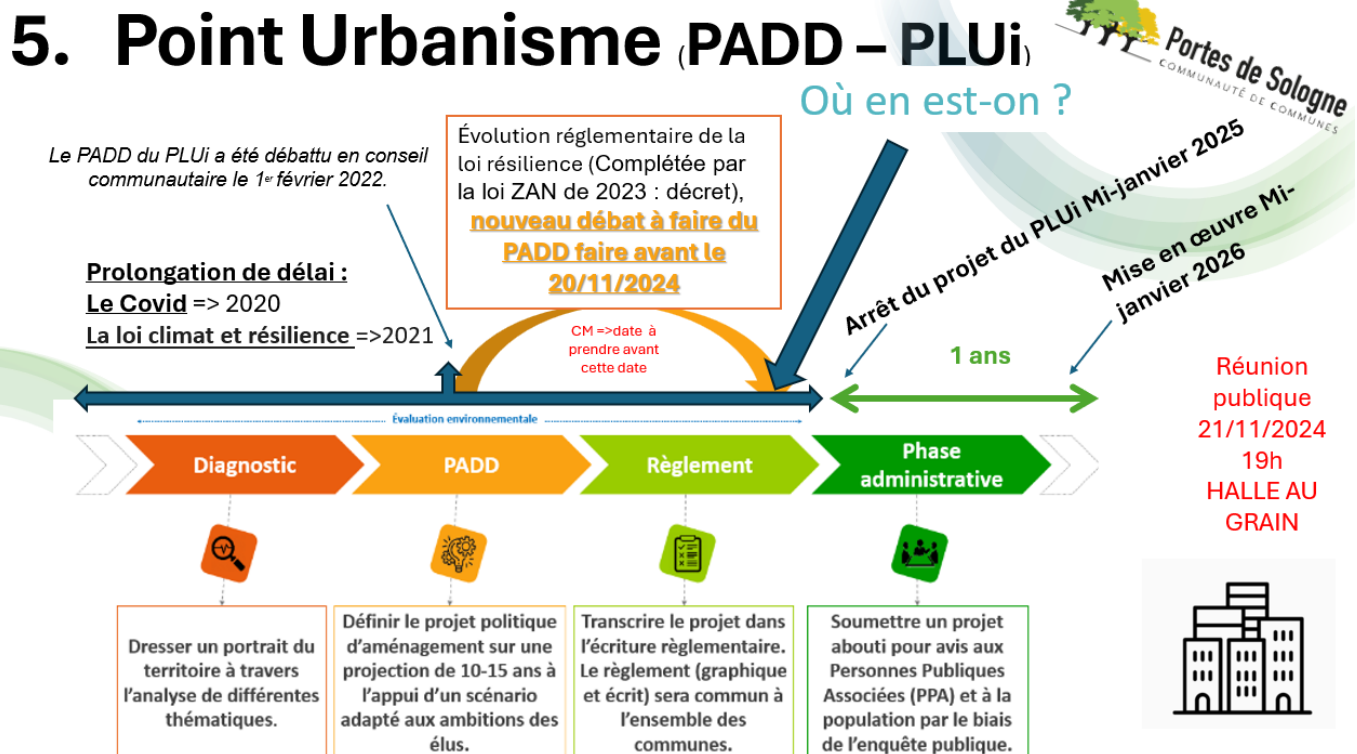 5. Point Urbanisme (PADD – PLUi)
Portes de Sologne
COMMUNAUTÉ DE COMMUNES
Où en est-on ?
Le PADD du PLUi a été débattu en conseil
communautaire le 1er février 2022.
Évolution réglementaire de la
loi résilience (Complétée par
la loi ZAN de 2023 : décret),
nouveau débat à faire du
PADD faire avant le
20/11/2024
Prolongation de délai :
Le Covid => 2020
La loi climat et résilience =>2021
CM =>date à
prendre avant
cette date
Arrêt du projet du PLUi Mi-janvier 2025
Mise en œuvre Mi-
janvier 2026
1 ans
Réunion
publique
21/11/2024
19h
HALLE AU
GRAIN
Évaluation environnementale
Diagnostic
PADD
Règlement
Phase
administrative
Dresser un portrait du
territoire à travers
l'analyse de différentes
thématiques.
Définir le projet politique
d'aménagement sur une
projection de 10-15 ans à
l'appui d'un scénario
adapté aux ambitions des
élus.
Transcrire le projet dans
l'écriture règlementaire.
Le règlement (graphique
et écrit) sera commun à
l'ensemble des
communes.
Soumettre un projet
abouti pour avis aux
Personnes Publiques
Associées (PPA) et à la
population par le biais
de l'enquête publique.